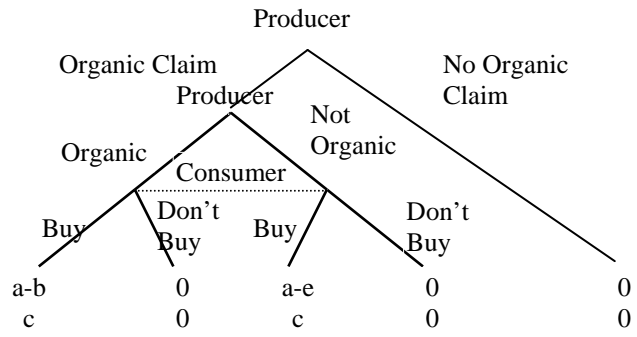 Producer
Organic Claim
No Organic
Claim
Producer
Not
Organic
Organic
Consumer
Buy
Don't
Buy
Buy
Don't
Buy
a-b 0 a-e 0 0
c 0 c 0 0